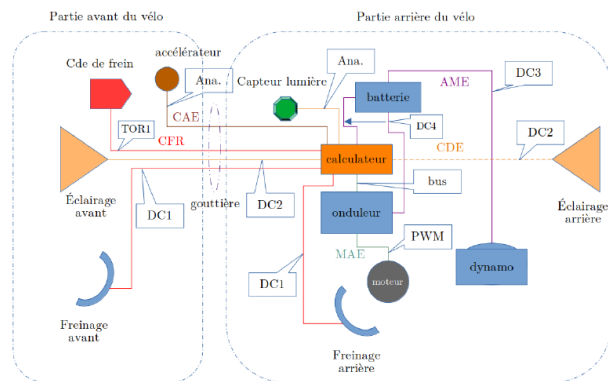 Partie avant du vélo
Partie arrière du vélo
Cde de frein
accélérateur
Ana.
Capteur lumière
Ana.
AME
DC3
batterie
TOR1
CAE
CFR
DC4
CDE
DC2
calculateur
Éclairage
avant
DC1
gouttière
DC2
bus
Éclairage
arrière
onduleur
MAE
PWM
DC1
moteur
dynamo
Freinage
avant
Freinage
arrière